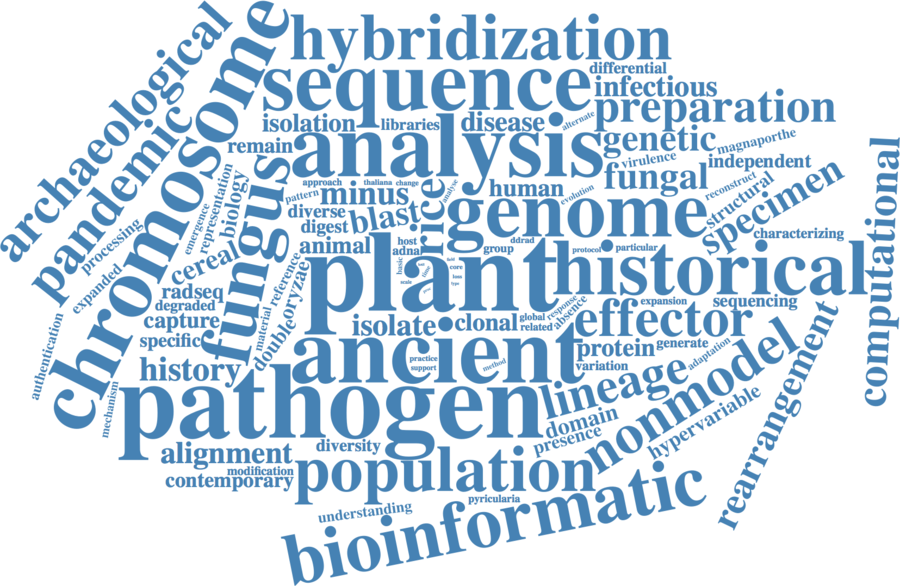 hybridization
sequence
differential
infectious
preparation
archaeological
pandemic
chromosome
isolation
libraries
disease
alternate
remain
analysis
genetic
magnaporthe
virulence
independent
fungal
approach
thaliana
change
analyse
human
evolution
reconstruct
structural
specimen
computational
pattern
minus
rice
genome
diverse
blast
digest
characterizing
emergence
representation
biology
fungus
animal
host
adna
group
ddrad
protocol
particular
processing
cereal
oryzae
reference
material
double
basic
scale
core
base
type
plant
historical
expanded
radseq
degraded
capture
specific
isolate
clonal
global
related
response
absence
expansion
sequencing
effector
authentication
history
ancient
practice
support
method
protein
generate
variation
adaptation
mechanism
pathogen
lineage
nonmodel
rearrangement
domain
presence
hypervariable
alignment
diversity
modification
contemporary
population
pyricularia
understanding
bioinformatic